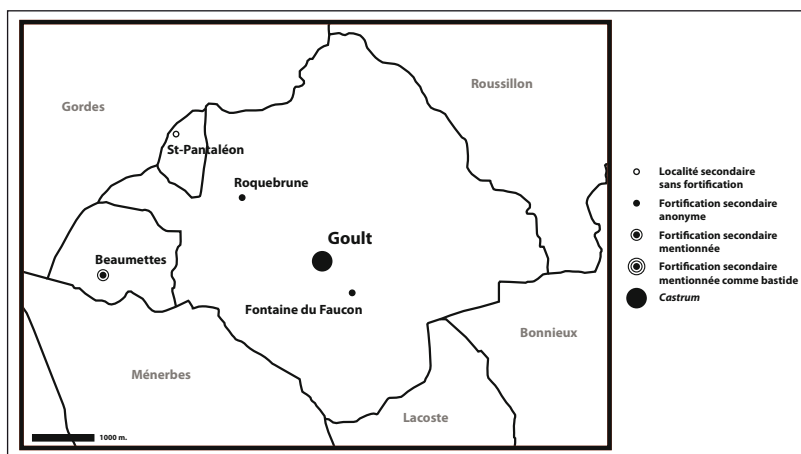 Roussillon
Gordes
St-Pantaléon
Roquebrune
Goult
Beaumettes
Fontaine du Faucon
Bonnieux
Ménerbes
Lacoste
1000 m.
Localité secondaire
sans fortification
Fortification secondaire
anonyme
Fortification secondaire
mentionnée
Fortification secondaire
mentionnée comme bastide
Castrum